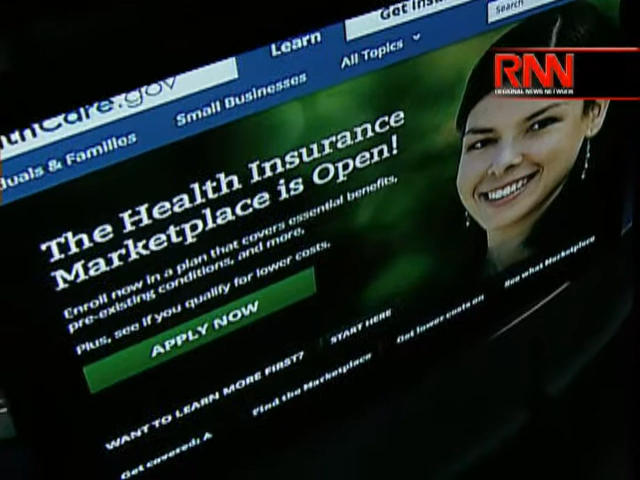 Learn
Get Insu
Search
lthCare.gov
duals & Families
Small Businesses
All Topics
RNN
REGIONAL NEWS NETWORK
The Health Insurance
Marketplace is Open!
Enroll now in a plan that covers essential benefits,
pre-existing conditions, and more.
Plus, see if you qualify for lower costs.
APPLY NOW
WANT TO LEARN MORE FIRST?
START HERE
Get covered: A
Find the Marketplace
Get lower costs on
See what Marketplace